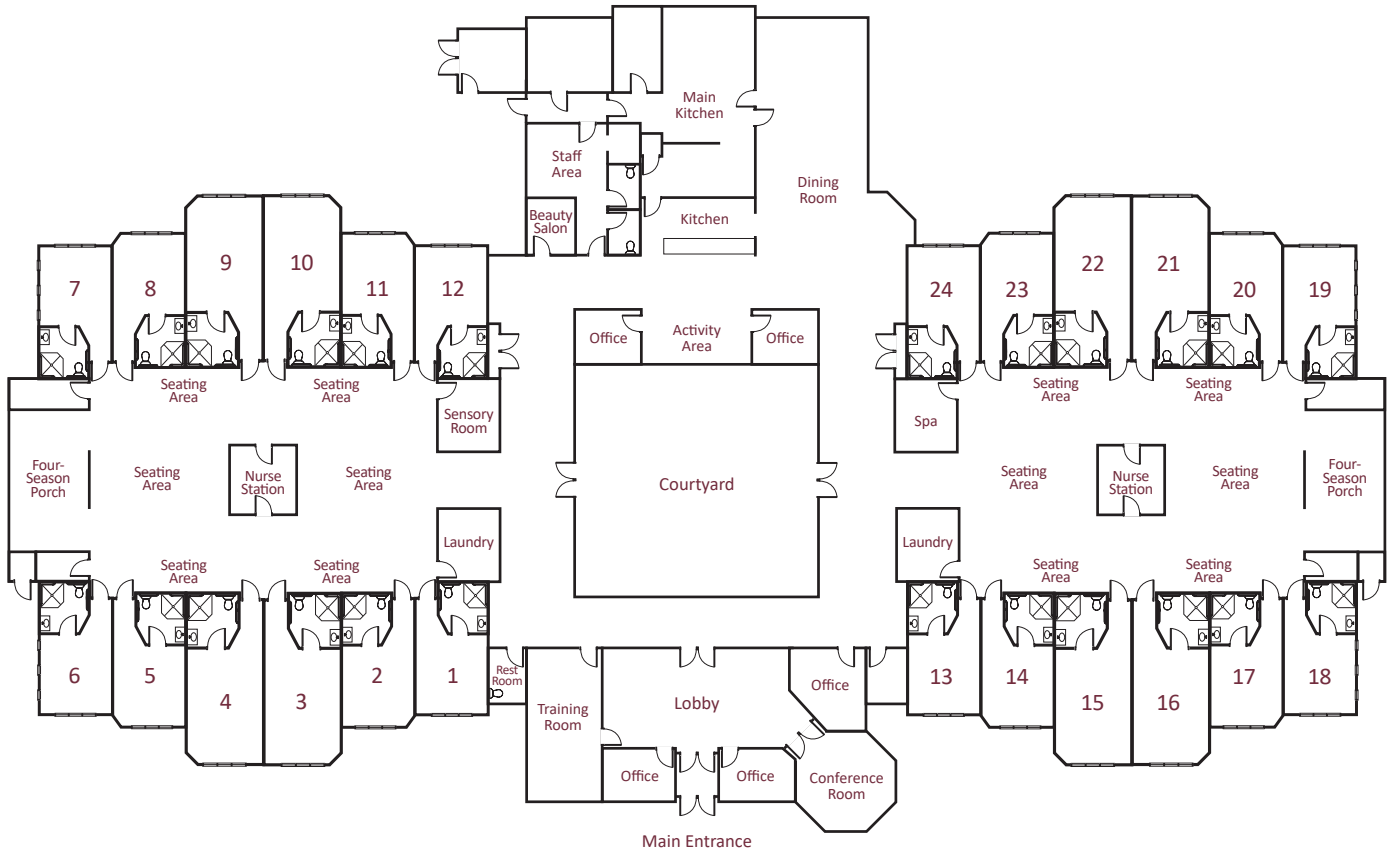 Main
Kitchen
Staff
Area
Dining
Room
Beauty
Salon
Kitchen
7
8
9
10
11
12
24
23
22
21
20
19
Office
Activity
Area
Office
Seating
Area
Seating
Area
Sensory
Room
Spa
Seating
Area
Seating
Area
Four-
Season
Porch
Seating
Area
Nurse
Station
Seating
Area
Courtyard
Seating
Area
Nurse
Station
Seating
Area
Four-
Season
Porch
Laundry
Laundry
Seating
Area
Seating
Area
Seating
Area
Seating
Area
6
5
4
3
2
1
Rest
Room
Training
Room
Lobby
Office
13
14
15
16
17
18
Office
Office
Conference
Room
Main Entrance